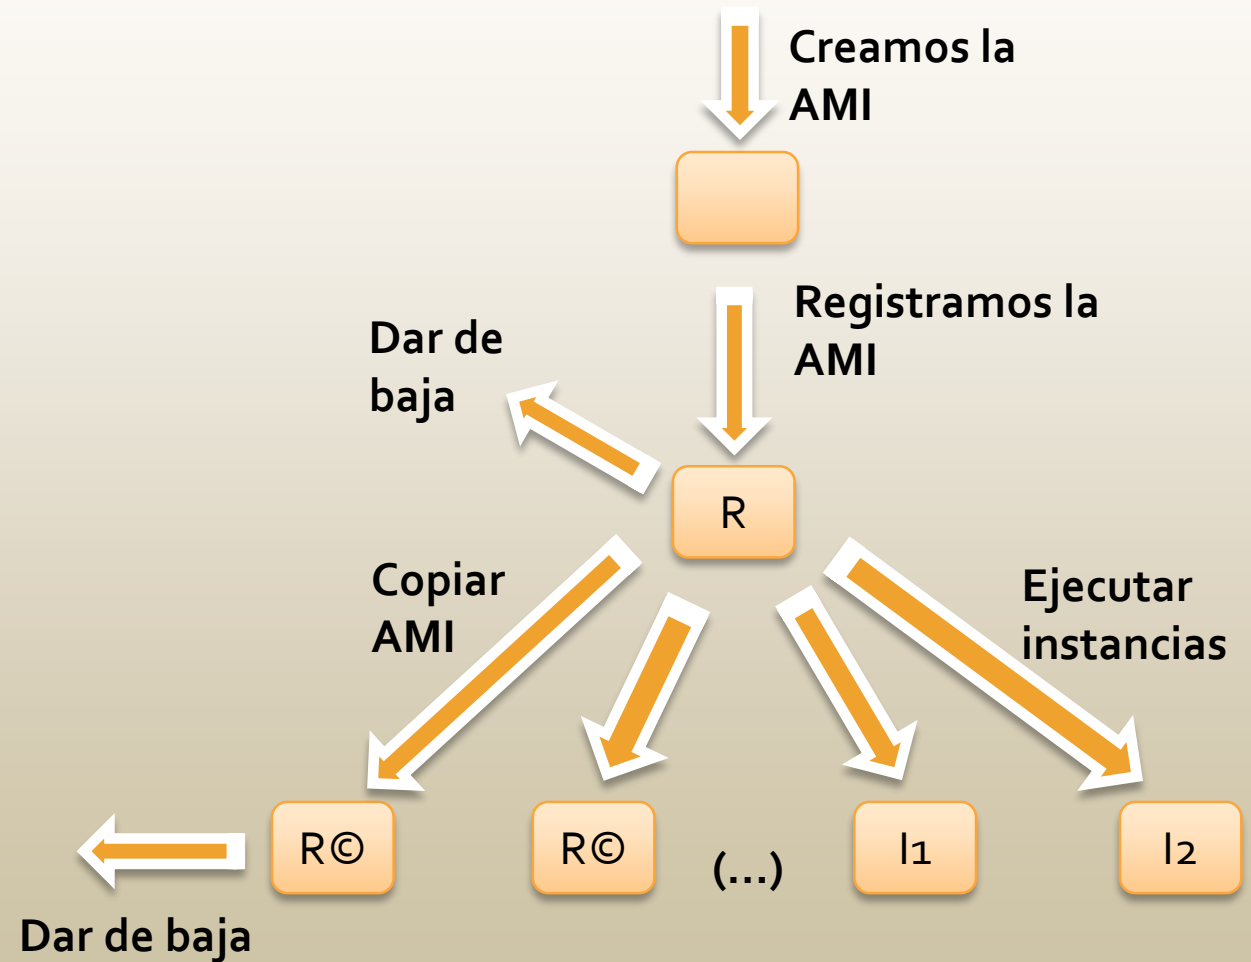 Creamos la
AMI
Registramos la
AMI
Dar de
baja
R
Copiar
AMI
Ejecutar
instancias
R©
R©
(...)
I1
I2
Dar de baja